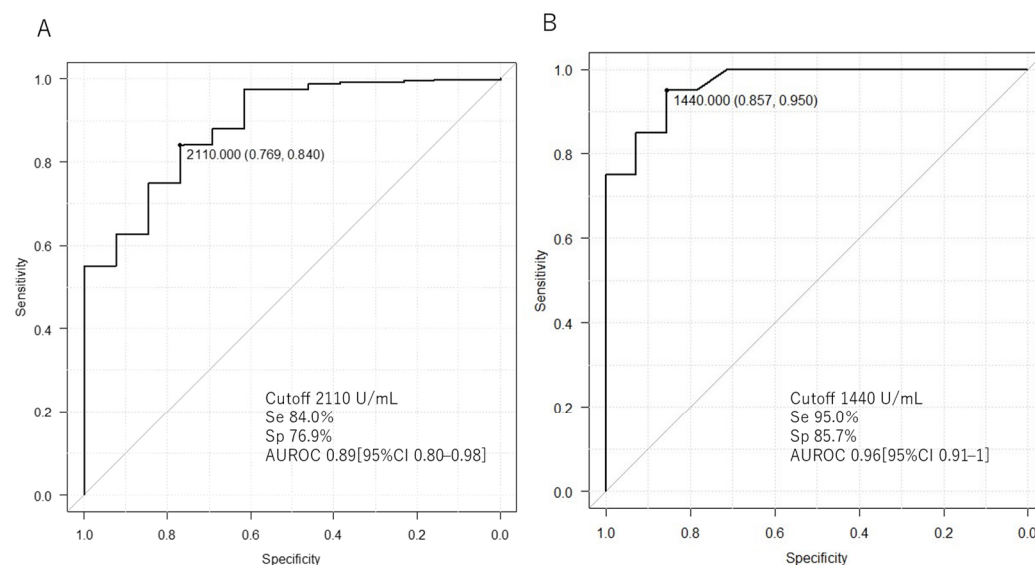 A
1.0
0.8
0.6
0.4
0.2
0.0
Sensitivity
2110.000 (0.769, 0.840)
Cutoff 2110 U/mL
Se 84.0%
Sp 76.9%
AUROC 0.89[95%CI 0.80–0.98]
1.0 0.8 0.6 0.4 0.2 0.0
Specificity
B
1.0
0.8
0.6
0.4
0.2
0.0
Sensitivity
1440.000 (0.857, 0.950)
Cutoff 1440 U/mL
Se 95.0%
Sp 85.7%
AUROC 0.96[95%CI 0.91–1]
1.0 0.8 0.6 0.4 0.2 0.0
Specificity